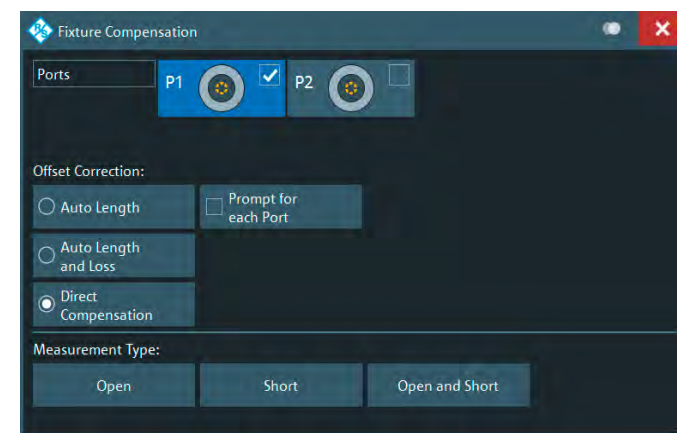 Fixture Compensation
Ports
P1
P2
Offset Correction:
Auto Length
Prompt for
each Port
Auto Length
and Loss
Direct
Compensation
Measurement Type:
Open
Short
Open and Short